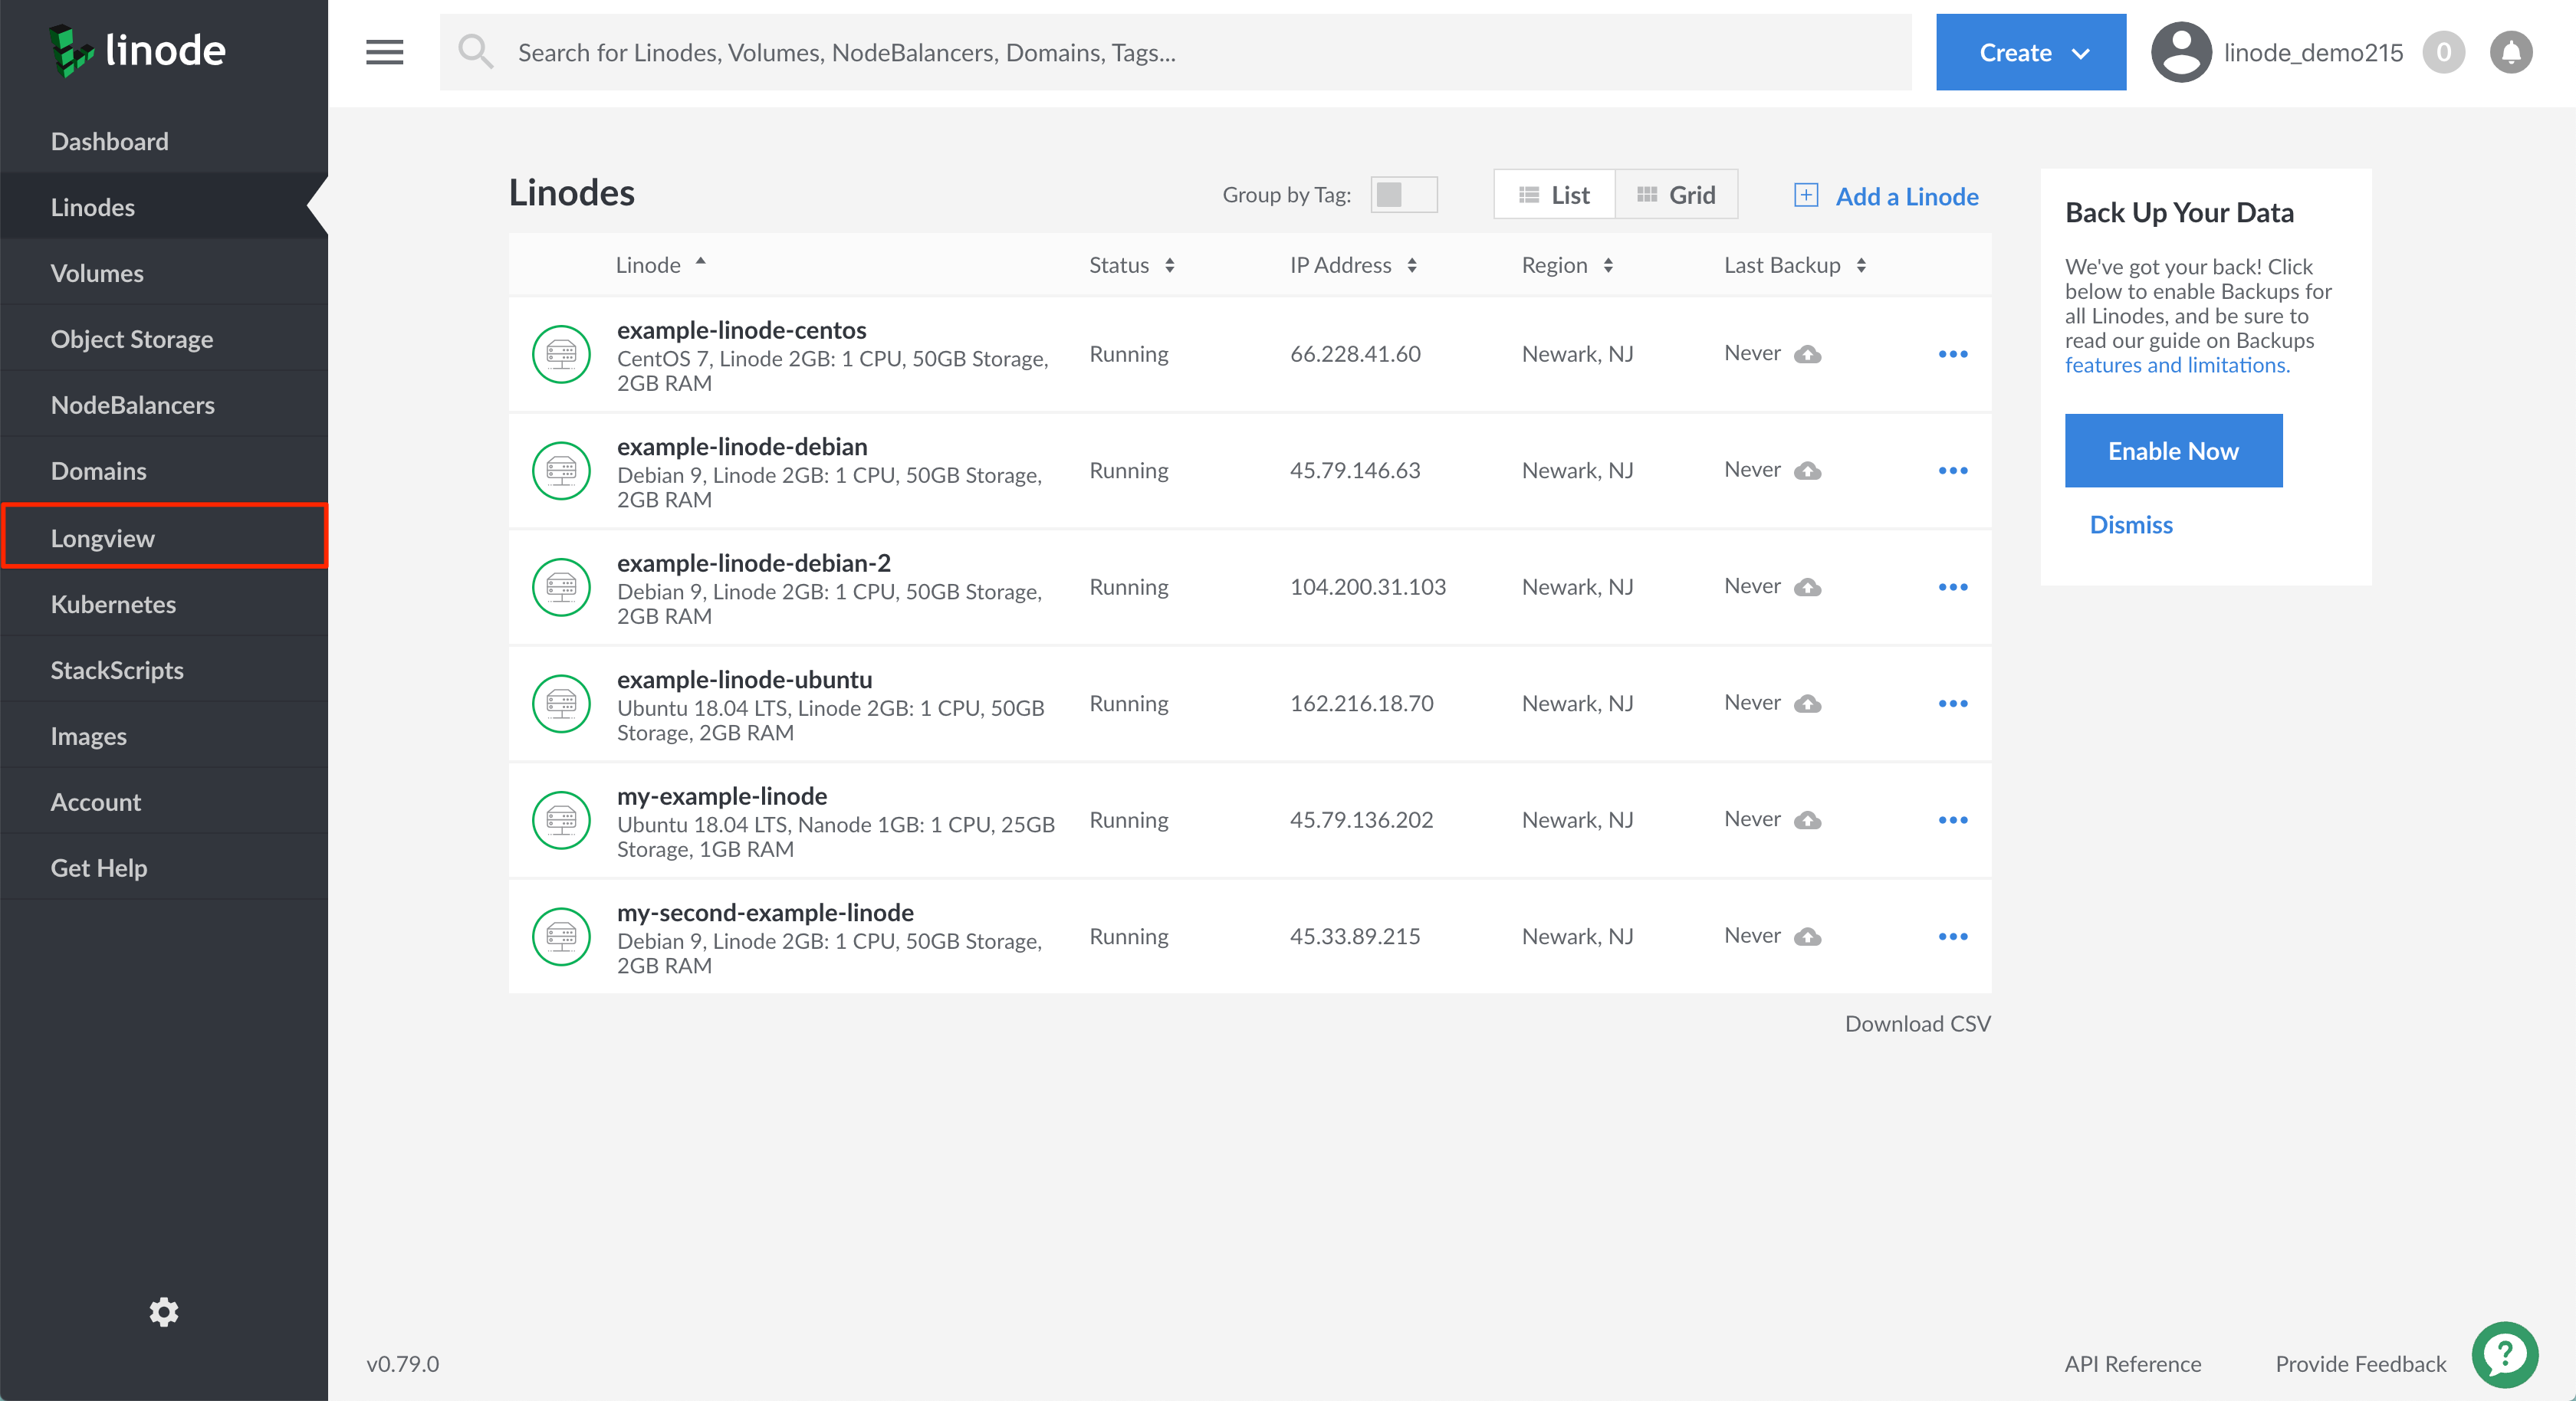 linode
Search for Linodes, Volumes, NodeBalancers, Domains, Tags...
Create
linode_demo215
0
Dashboard
Linodes
Volumes
Object Storage
NodeBalancers
Domains
Longview
Kubernetes
StackScripts
Images
Account
Get Help
Linodes
Group by Tag:
List
Grid
Add a Linode
Linode
Status
IP Address
Region
Last Backup
example-linode-centos
CentOS 7, Linode 2GB: 1 CPU, 50GB Storage,
2GB RAM
Running
66.228.41.60
Newark, NJ
Never
example-linode-debian
Debian 9, Linode 2GB: 1 CPU, 50GB Storage,
2GB RAM
Running
45.79.146.63
Newark, NJ
Never
example-linode-debian-2
Debian 9, Linode 2GB: 1 CPU, 50GB Storage,
2GB RAM
Running
104.200.31.103
Newark, NJ
Never
example-linode-ubuntu
Ubuntu 18.04 LTS, Linode 2GB: 1 CPU, 50GB
Storage, 2GB RAM
Running
162.216.18.70
Newark, NJ
Never
my-example-linode
Ubuntu 18.04 LTS, Nanode 1GB: 1 CPU, 25GB
Storage, 1GB RAM
Running
45.79.136.202
Newark, NJ
Never
my-second-example-linode
Debian 9, Linode 2GB: 1 CPU, 50GB Storage,
2GB RAM
Running
45.33.89.215
Newark, NJ
Never
Download CSV
Back Up Your Data
We've got your back! Click
below to enable Backups for
all Linodes, and be sure to
read our guide on Backups
features and limitations.
Enable Now
Dismiss
v0.79.0
API Reference
Provide Feedback
?